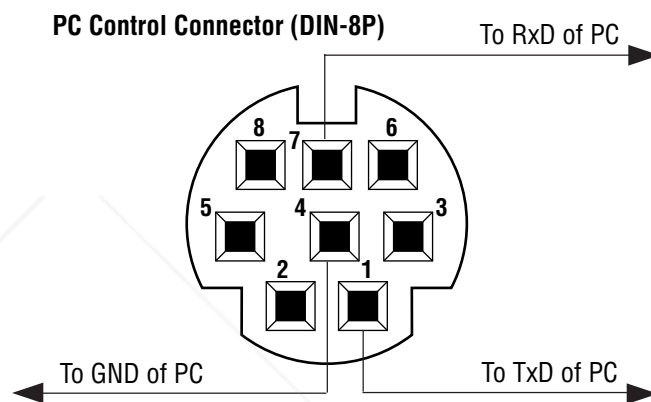 PC Control Connector (DIN-8P)
To RxD of PC
8
7
6
5
4
3
2
1
To GND of PC
To TxD of PC